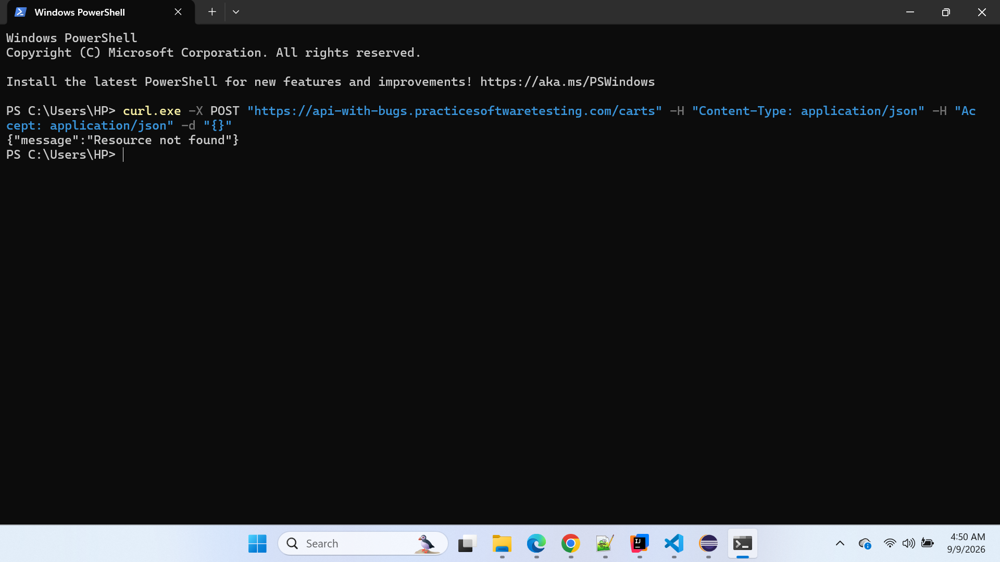 Windows PowerShell
Windows PowerShell
Copyright (C) Microsoft Corporation. All rights reserved.
Install the latest PowerShell for new features and improvements! https://aka.ms/PSWindows
PS C:\Users\HP> curl.exe -X POST "https://api-with-bugs.practicesoftwaretesting.com/carts" -H "Content-Type: application/json" -H "Ac
cept: application/json" -d "{}"
{"message":"Resource not found"}
PS C:\Users\HP>
Search
4:50 AM
9/9/2026